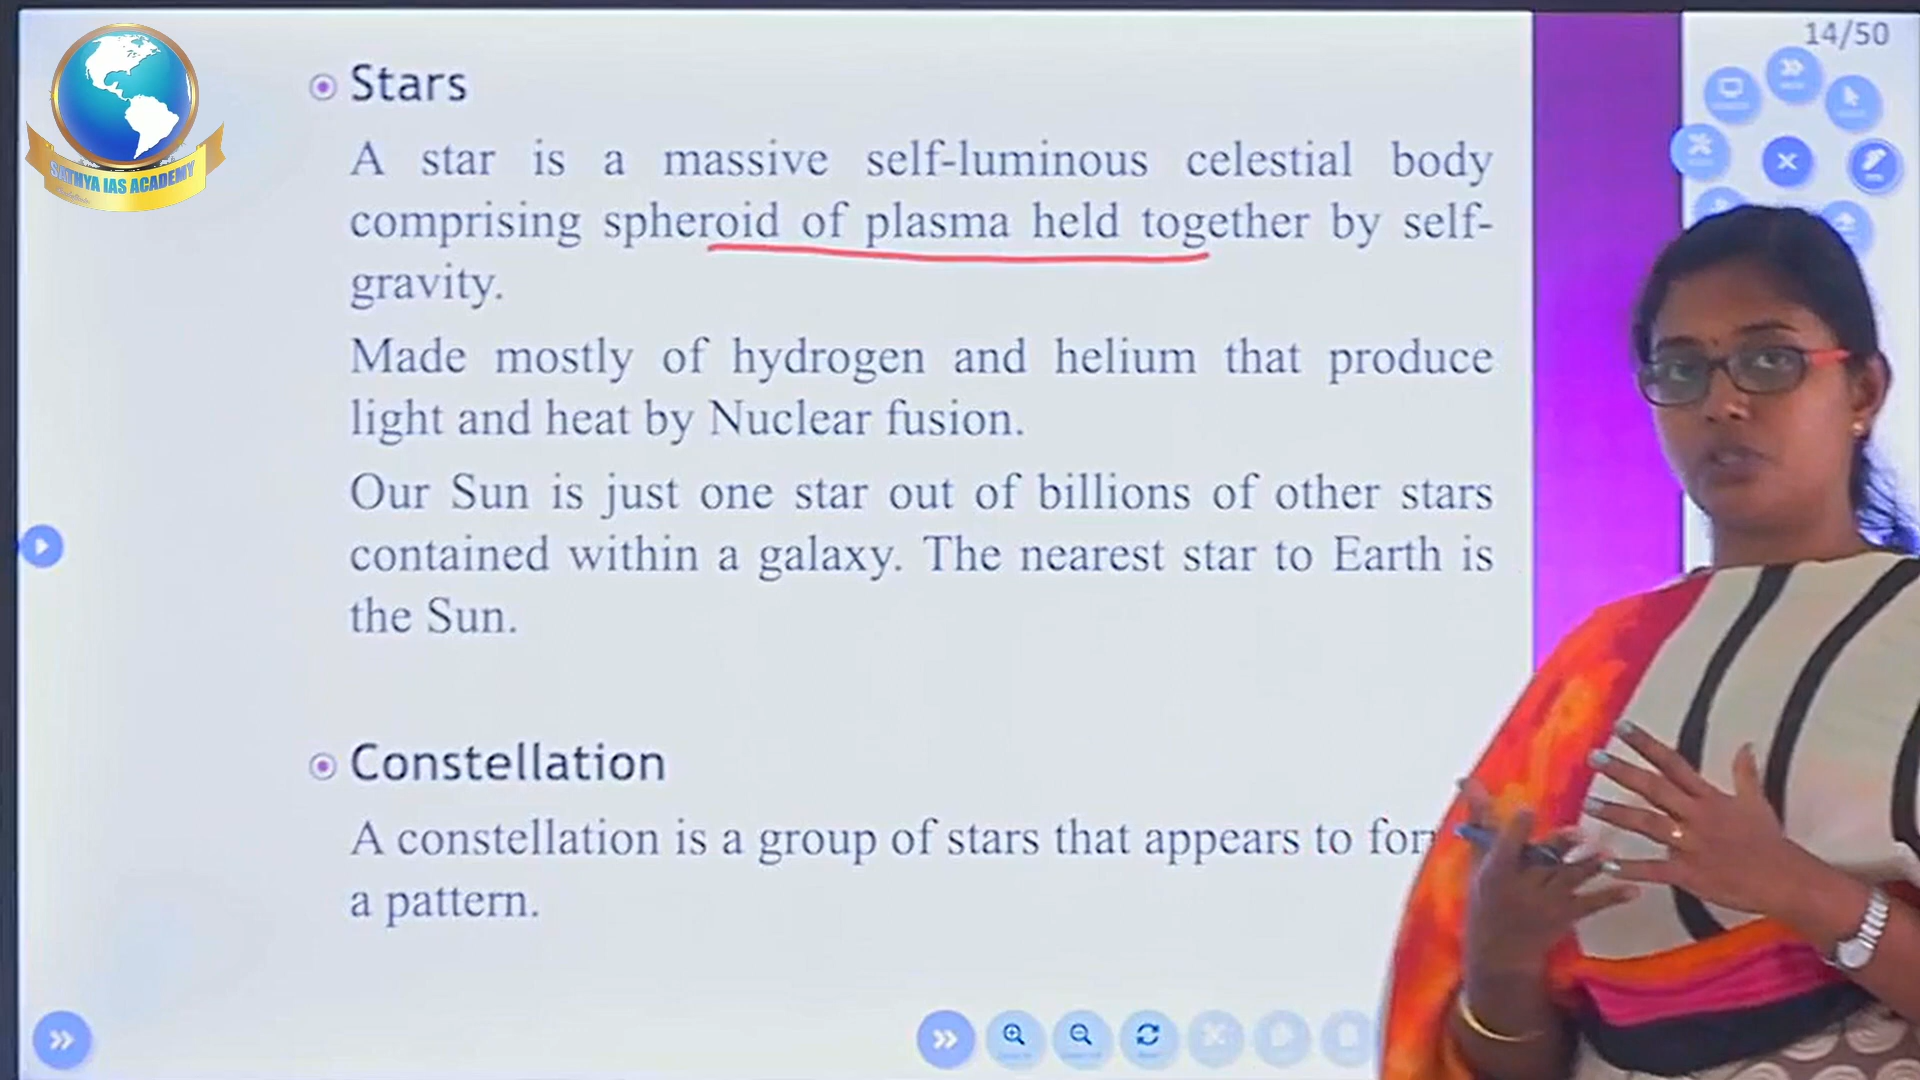 14/50
SATHYA IAS ACADEMY
Stars
A star is a massive self-luminous celestial body
comprising spheroid of plasma held together by self-
gravity.
Made mostly of hydrogen and helium that produce
light and heat by Nuclear fusion.
Our Sun is just one star out of billions of other stars
contained within a galaxy. The nearest star to Earth is
the Sun.
Constellation
A constellation is a group of stars that appears to for
a pattern.